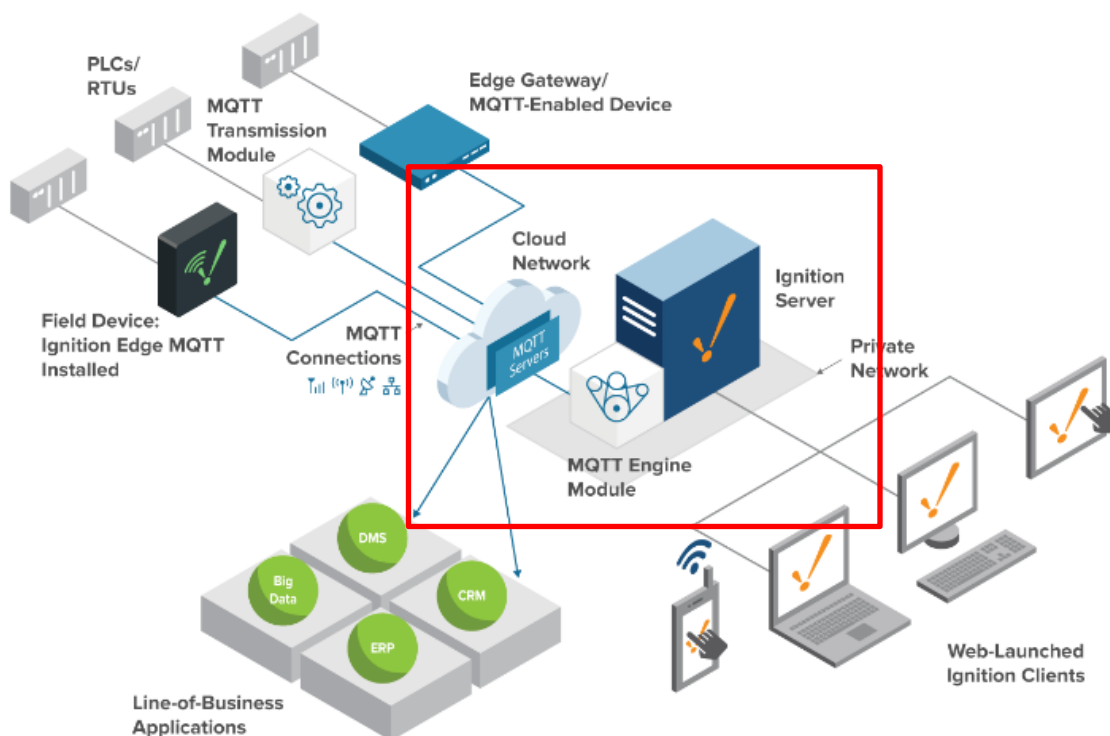 PLCs/
RTUs
MQTT
Transmission
Module
Edge Gateway/
MQTT-Enabled Device
Cloud
Network
Ignition
Server
Field Device:
Ignition Edge MQTT
Installed
MQTT
Connections
MQTT
Servers
Private
Network
MQTT Engine
Module
DMS
Big
Data
CRM
ERP
Line-of-Business
Applications
Web-Launched
Ignition Clients